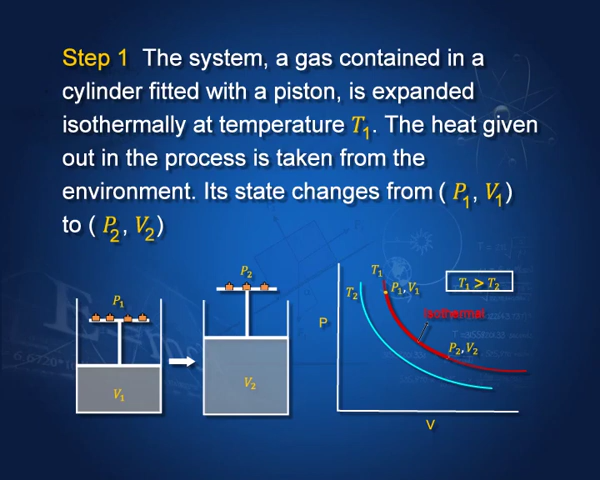 Step 1 The system, a gas contained in a
cylinder fitted with a piston, is expanded
isothermally at temperature T₁. The heat given
out in the process is taken from the
environment. Its state changes from ( P₁, V₁)
to ( P₂, V₂)
P₁
V₁
P₂
V₂
P
T₁
T₂
P₁, V₁
T₁ > T₂
Isothermal
P₂, V₂
V